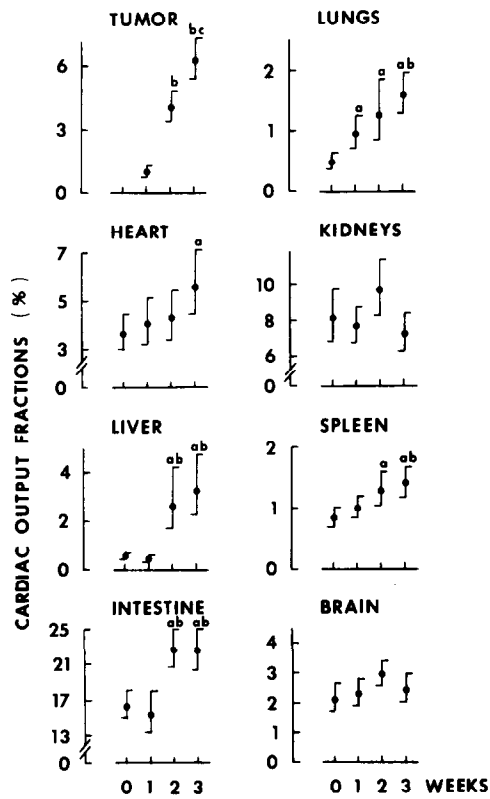 CARDIAC OUTPUT FRACTIONS (%)
TUMOR
6
3
0
b
bc
LUNGS
2
1
0
a
a
ab
HEART
7
5
3
0
a
KIDNEYS
10
8
6
0
LIVER
4
2
0
ab
ab
SPLEEN
2
1
0
a
ab
INTESTINE
25
21
17
13
0
ab
ab
0 1 2 3
BRAIN
4
3
2
1
0
0 1 2 3 WEEKS